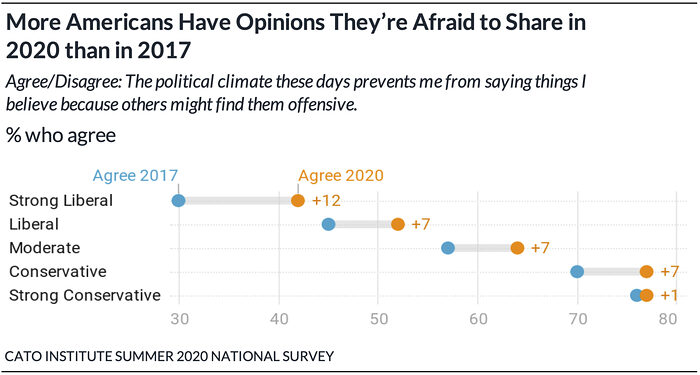 More Americans Have Opinions They're Afraid to Share in
2020 than in 2017
Agree/Disagree: The political climate these days prevents me from saying things I
believe because others might find them offensive.
% who agree
Agree 2017 Agree 2020
Strong Liberal +12
Liberal +7
Moderate +7
Conservative +7
Strong Conservative +1
30 40 50 60 70 80
CATO INSTITUTE SUMMER 2020 NATIONAL SURVEY